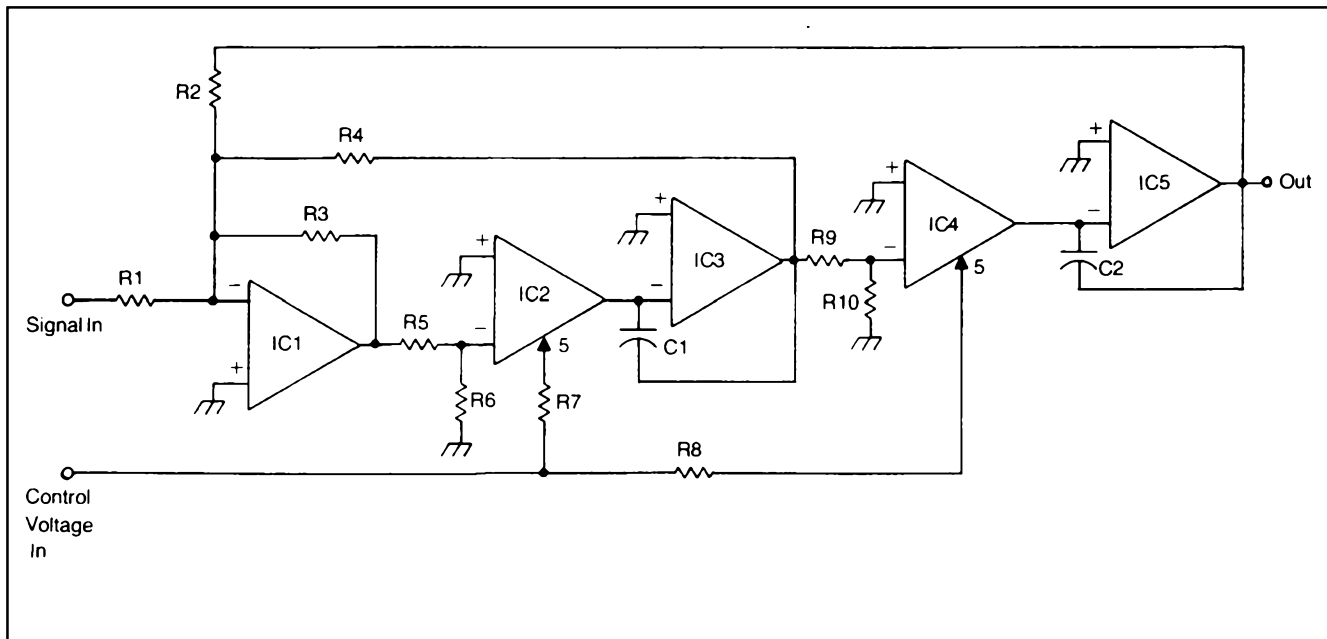 R2
R4
+
−
IC5
Out
R3
+
−
IC4
5
C2
+
−
IC3
R9
R10
R1
Signal In
−
+
IC1
R5
+
−
IC2
5
C1
R6
R7
R8
Control
Voltage
In